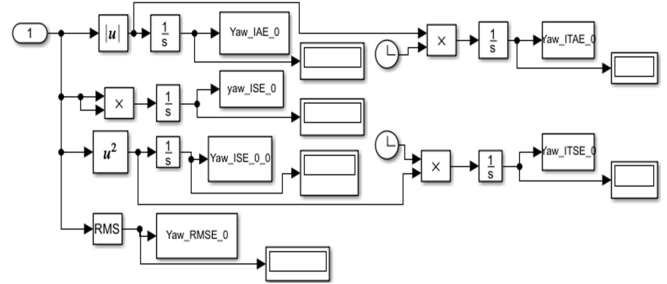 1
|u|
1/s
Yaw_IAE_0
×
1/s
Yaw_ITAE_0
×
1/s
yaw_ISE_0
u²
1/s
Yaw_ISE_0_0
×
1/s
Yaw_ITSE_0
RMS
Yaw_RMSE_0